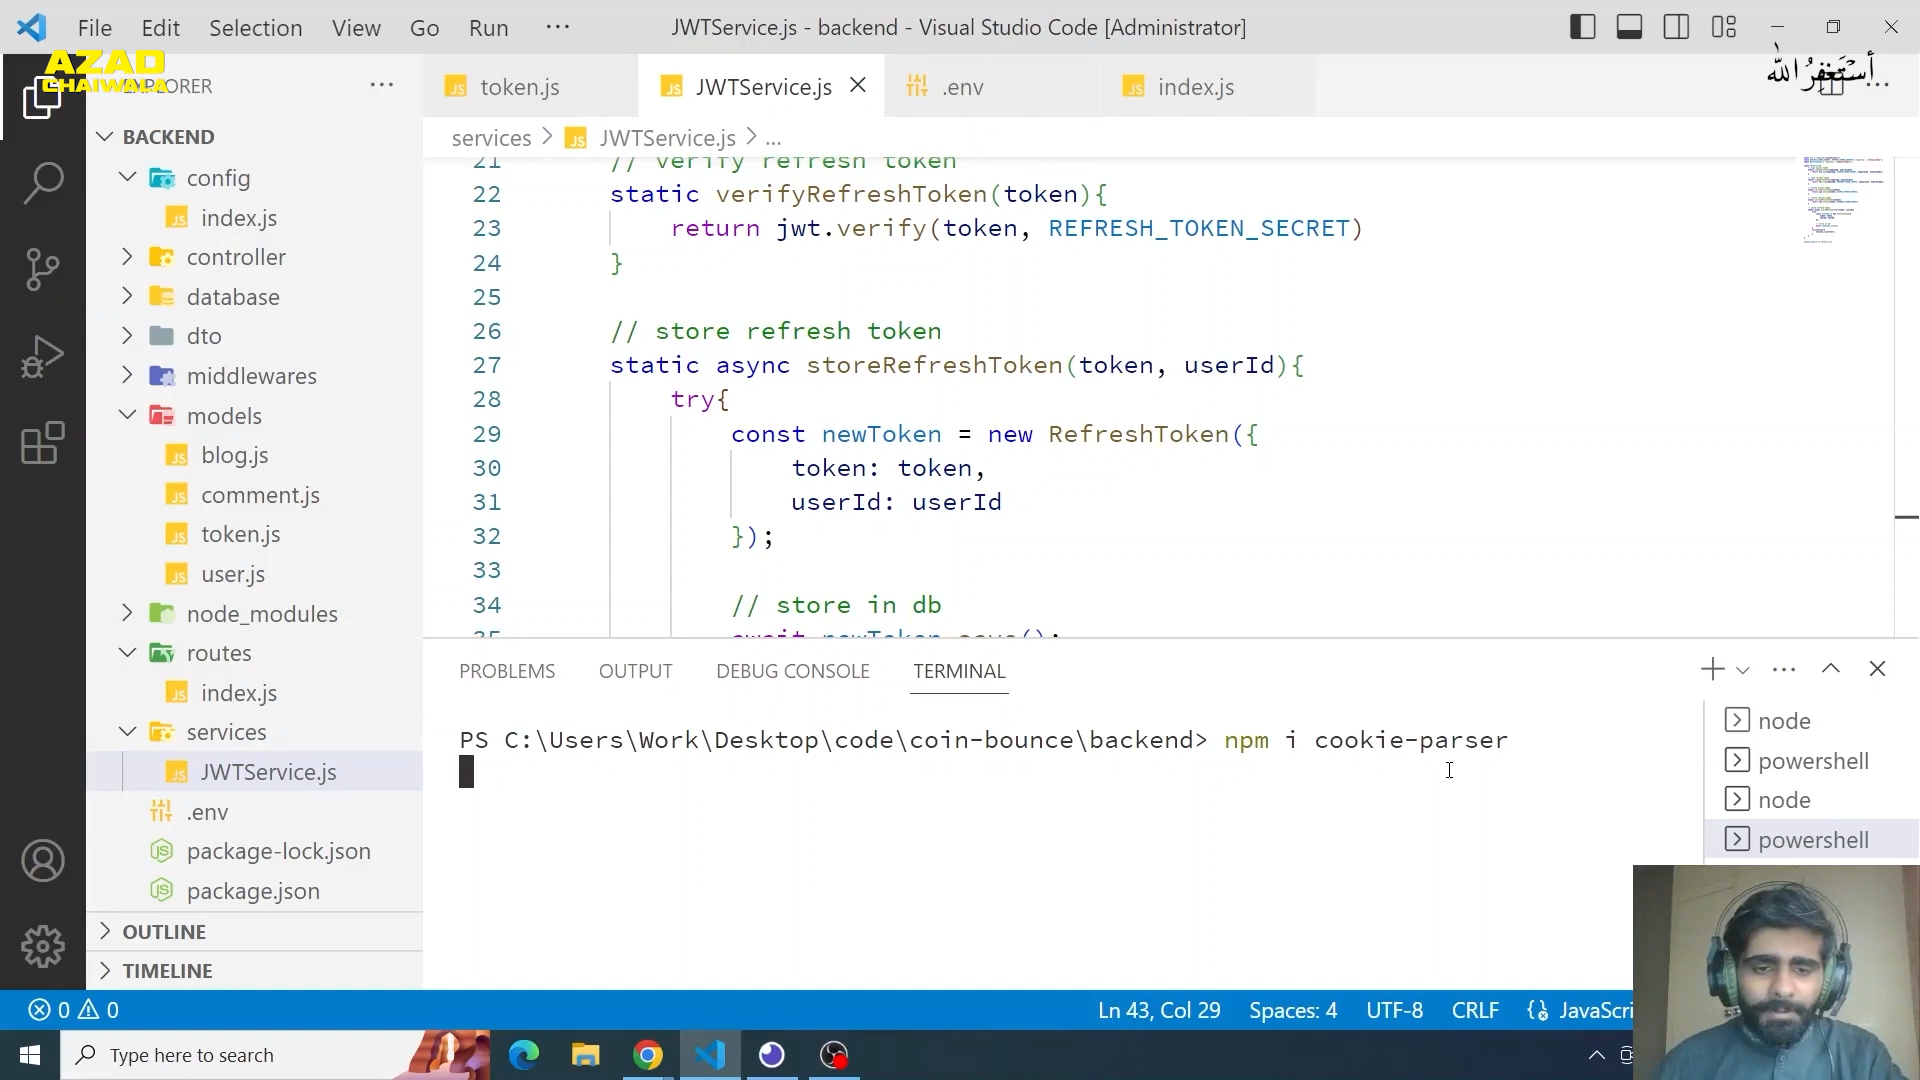 File Edit Selection View Go Run ···
JWTService.js - backend - Visual Studio Code [Administrator]
AZAD
CHAIWALA
EXPLORER
أستغفر الله
token.js
JWTService.js
.env
index.js
services > JWTService.js > ...
BACKEND
config
index.js
controller
database
dto
middlewares
models
blog.js
comment.js
token.js
user.js
node_modules
routes
index.js
services
JWTService.js
.env
package-lock.json
package.json
OUTLINE
TIMELINE
21 // verify refresh token
22 static verifyRefreshToken(token){
23 return jwt.verify(token, REFRESH_TOKEN_SECRET)
24 }
25
26 // store refresh token
27 static async storeRefreshToken(token, userId){
28 try{
29 const newToken = new RefreshToken({
30 token: token,
31 userId: userId
32 });
33
34 // store in db
35 await newToken.save();
PROBLEMS OUTPUT DEBUG CONSOLE TERMINAL
PS C:\Users\Work\Desktop\code\coin-bounce\backend> npm i cookie-parser
node
powershell
node
powershell
0 0
Ln 43, Col 29 Spaces: 4 UTF-8 CRLF JavaScri
Type here to search